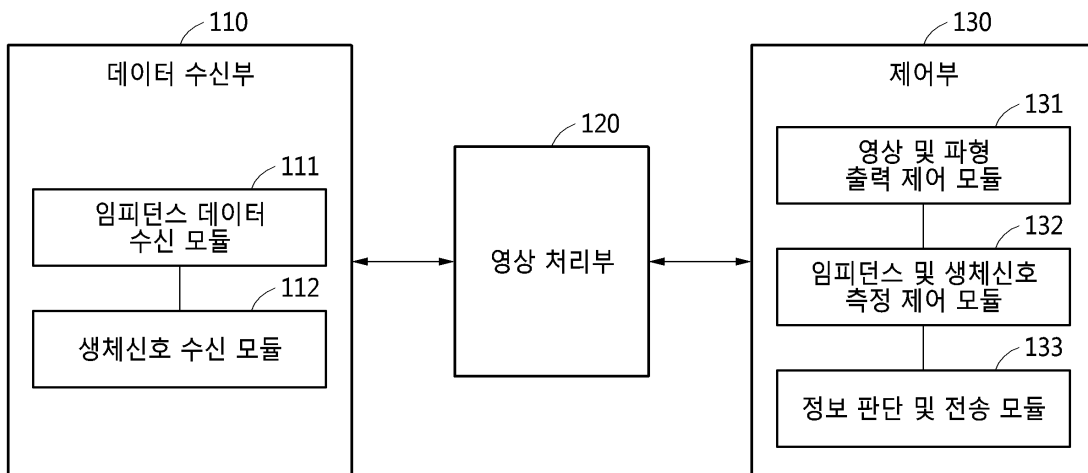 110
데이터 수신부
111
임피던스 데이터
수신 모듈
112
생체신호 수신 모듈
120
영상 처리부
130
제어부
131
영상 및 파형
출력 제어 모듈
132
임피던스 및 생체신호
측정 제어 모듈
133
정보 판단 및 전송 모듈